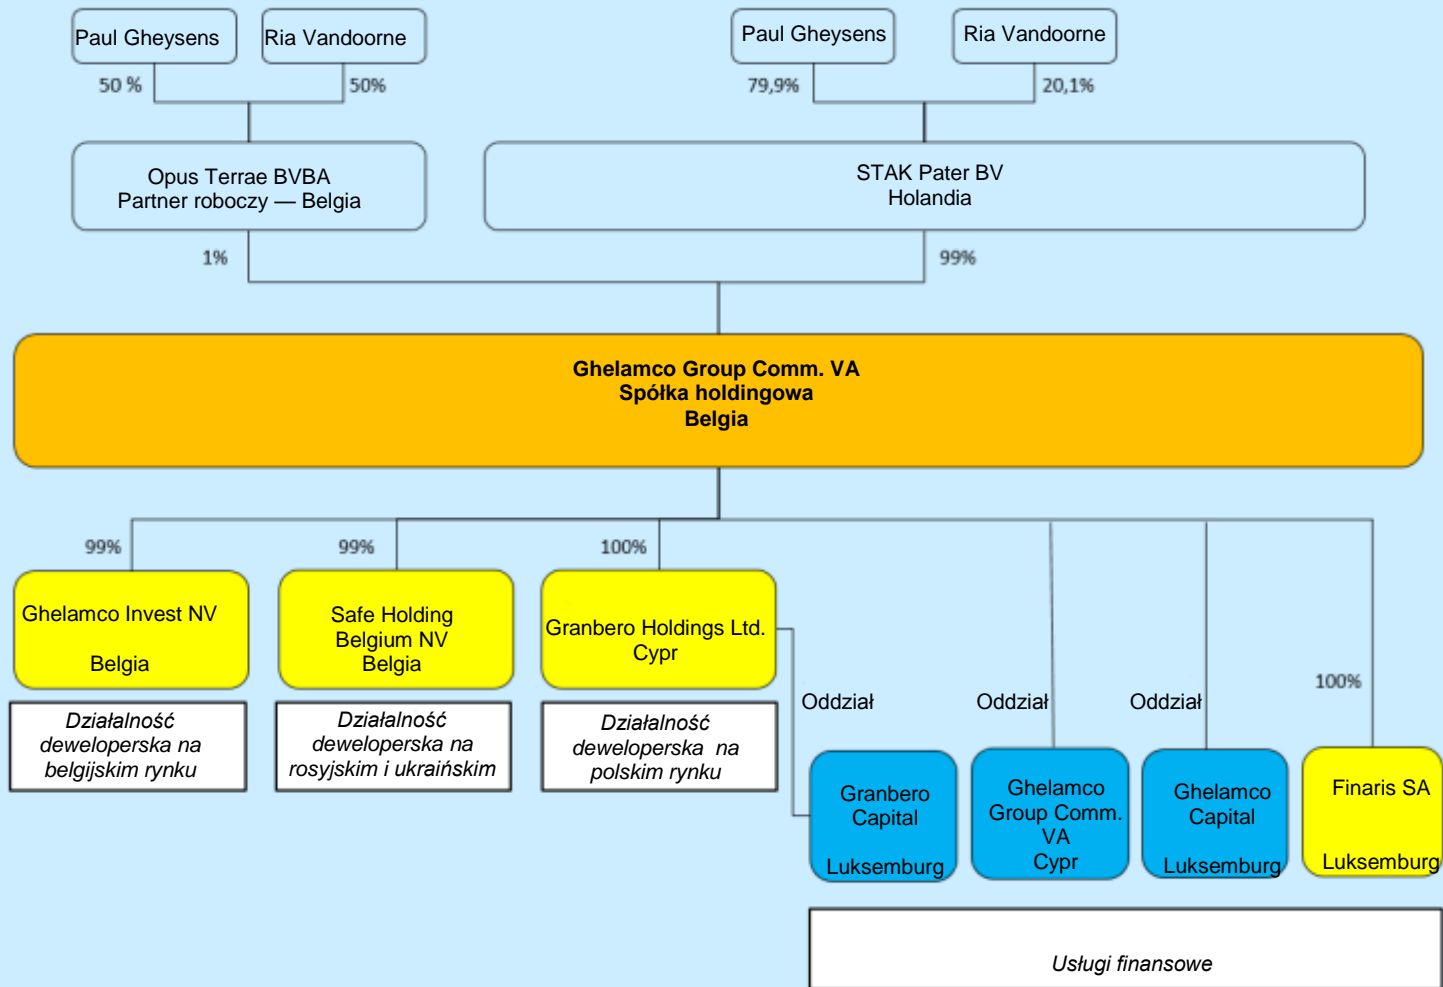 Paul Gheysens
Ria Vandoorne
Paul Gheysens
Ria Vandoorne
50 %
50%
79,9%
20,1%
Opus Terrae BVBA
Partner roboczy — Belgia
STAK Pater BV
Holandia
1%
99%
Ghelamco Group Comm. VA
Spółka holdingowa
Belgia
99%
99%
100%
Ghelamco Invest NV
Belgia
Safe Holding
Belgium NV
Belgia
Granbero Holdings Ltd.
Cypr
Działalność
deweloperska na
belgijskim rynku
Działalność
deweloperska na
rosyjskim i ukraińskim
Działalność
deweloperska na
polskim rynku
Oddział
Oddział
Oddział
100%
Granbero
Capital
Luksemburg
Ghelamco
Group Comm.
VA
Cypr
Ghelamco
Capital
Luksemburg
Finaris SA
Luksemburg
Usługi finansowe